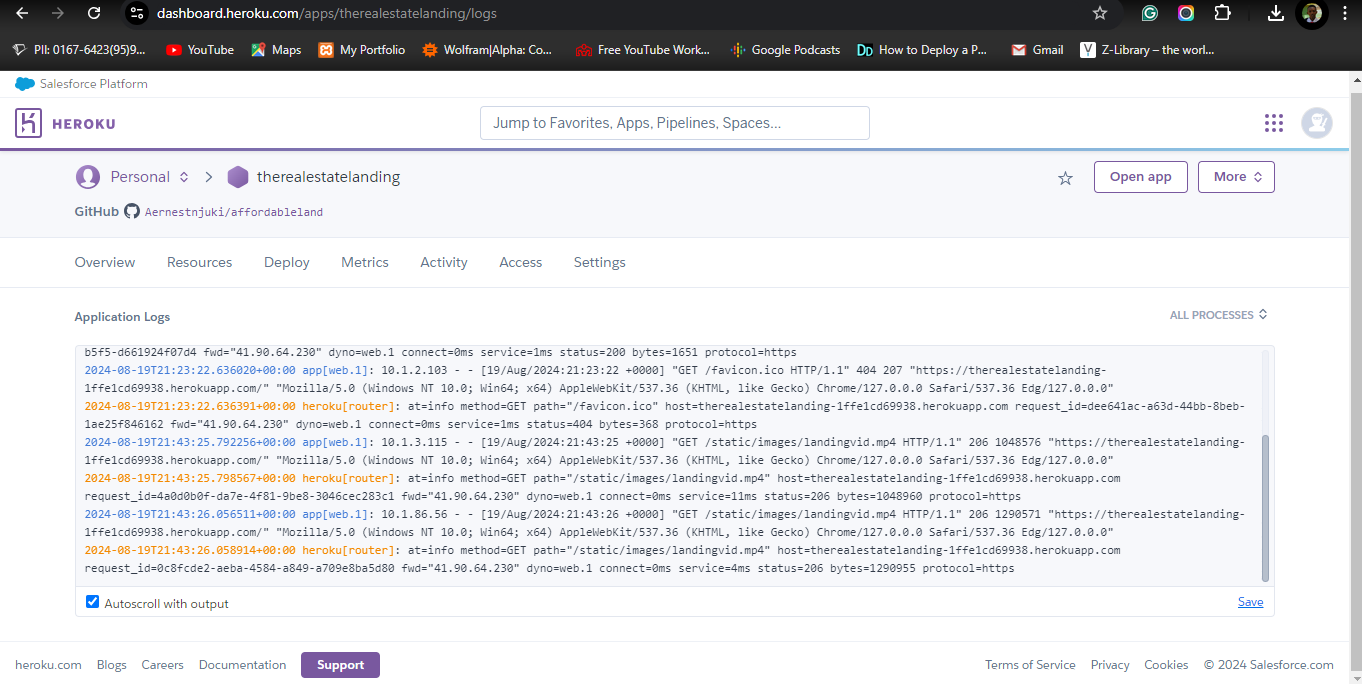 dashboard.heroku.com/apps/therealestatelanding/logs
PII: 0167-6423(95)9... YouTube Maps My Portfolio Wolfram|Alpha: Co... Free YouTube Work... Google Podcasts DD How to Deploy a P... Gmail V Z-Library – the worl...
Salesforce Platform
HEROKU
Jump to Favorites, Apps, Pipelines, Spaces...
Personal therealestatelanding
Open app
More
GitHub Aernestnjuki/affordableland
Overview Resources Deploy Metrics Activity Access Settings
Application Logs
ALL PROCESSES
b5f5-d661924f07d4 fwd="41.90.64.230" dyno=web.1 connect=0ms service=1ms status=200 bytes=1651 protocol=https
2024-08-19T21:23:22.636020+00:00 app[web.1]: 10.1.2.103 - - [19/Aug/2024:21:23:22 +0000] "GET /favicon.ico HTTP/1.1" 404 207 "https://therealestatelanding-
1ffe1cd69938.herokuapp.com/" "Mozilla/5.0 (Windows NT 10.0; Win64; x64) AppleWebKit/537.36 (KHTML, like Gecko) Chrome/127.0.0.0 Safari/537.36 Edg/127.0.0.0"
2024-08-19T21:23:22.636391+00:00 heroku[router]: at=info method=GET path="/favicon.ico" host=therealestatelanding-1ffe1cd69938.herokuapp.com request_id=dee641ac-a63d-44bb-8beb-
1ae25f846162 fwd="41.90.64.230" dyno=web.1 connect=0ms service=1ms status=404 bytes=368 protocol=https
2024-08-19T21:43:25.792256+00:00 app[web.1]: 10.1.3.115 - - [19/Aug/2024:21:43:25 +0000] "GET /static/images/landingvid.mp4 HTTP/1.1" 206 1048576 "https://therealestatelanding-
1ffe1cd69938.herokuapp.com/" "Mozilla/5.0 (Windows NT 10.0; Win64; x64) AppleWebKit/537.36 (KHTML, like Gecko) Chrome/127.0.0.0 Safari/537.36 Edg/127.0.0.0"
2024-08-19T21:43:25.798567+00:00 heroku[router]: at=info method=GET path="/static/images/landingvid.mp4" host=therealestatelanding-1ffe1cd69938.herokuapp.com
request_id=4a0d0b0f-da7e-4f81-9be8-3046cec283c1 fwd="41.90.64.230" dyno=web.1 connect=0ms service=11ms status=206 bytes=1048960 protocol=https
2024-08-19T21:43:26.056511+00:00 app[web.1]: 10.1.86.56 - - [19/Aug/2024:21:43:26 +0000] "GET /static/images/landingvid.mp4 HTTP/1.1" 206 1290571 "https://therealestatelanding-
1ffe1cd69938.herokuapp.com/" "Mozilla/5.0 (Windows NT 10.0; Win64; x64) AppleWebKit/537.36 (KHTML, like Gecko) Chrome/127.0.0.0 Safari/537.36 Edg/127.0.0.0"
2024-08-19T21:43:26.058914+00:00 heroku[router]: at=info method=GET path="/static/images/landingvid.mp4" host=therealestatelanding-1ffe1cd69938.herokuapp.com
request_id=0c8fcde2-aeba-4584-a849-a709e8ba5d80 fwd="41.90.64.230" dyno=web.1 connect=0ms service=4ms status=206 bytes=1290955 protocol=https
Autoscroll with output
Save
heroku.com Blogs Careers Documentation Support Terms of Service Privacy Cookies © 2024 Salesforce.com